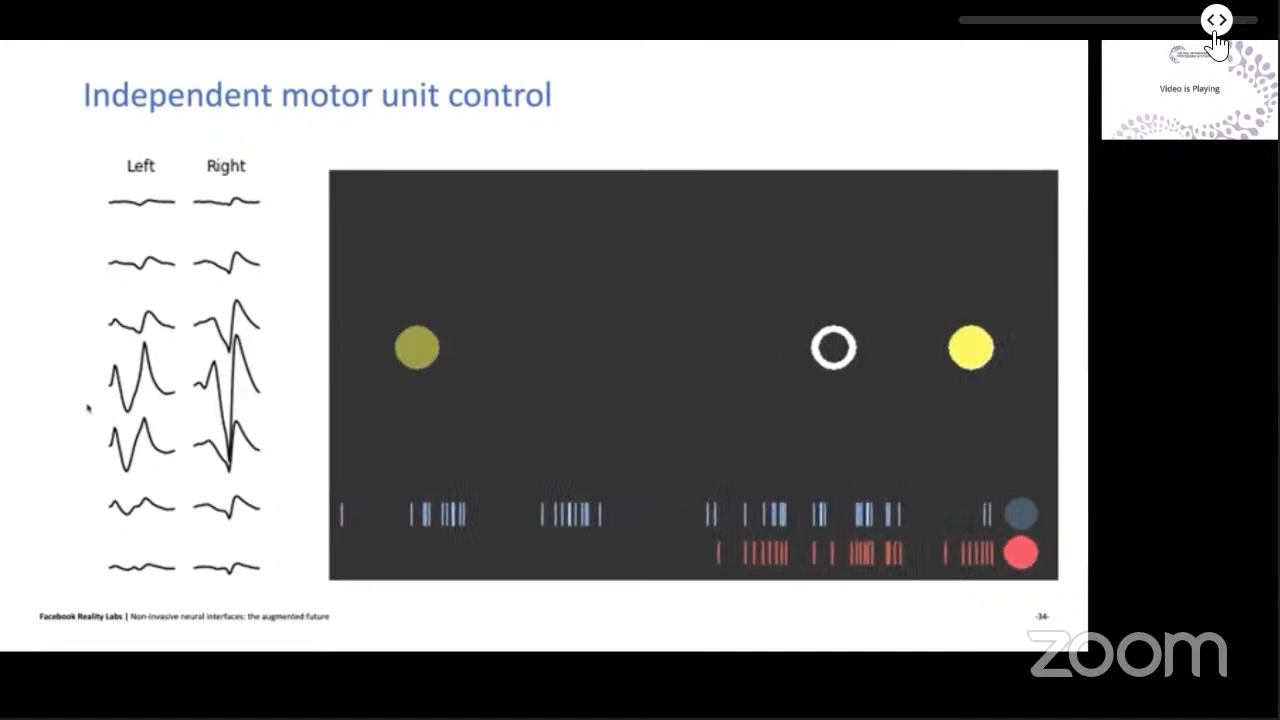 Independent motor unit control
Left Right
Video is Playing
Facebook Reality Labs | Non-invasive neural interfaces: the augmented future
-34-
zoom